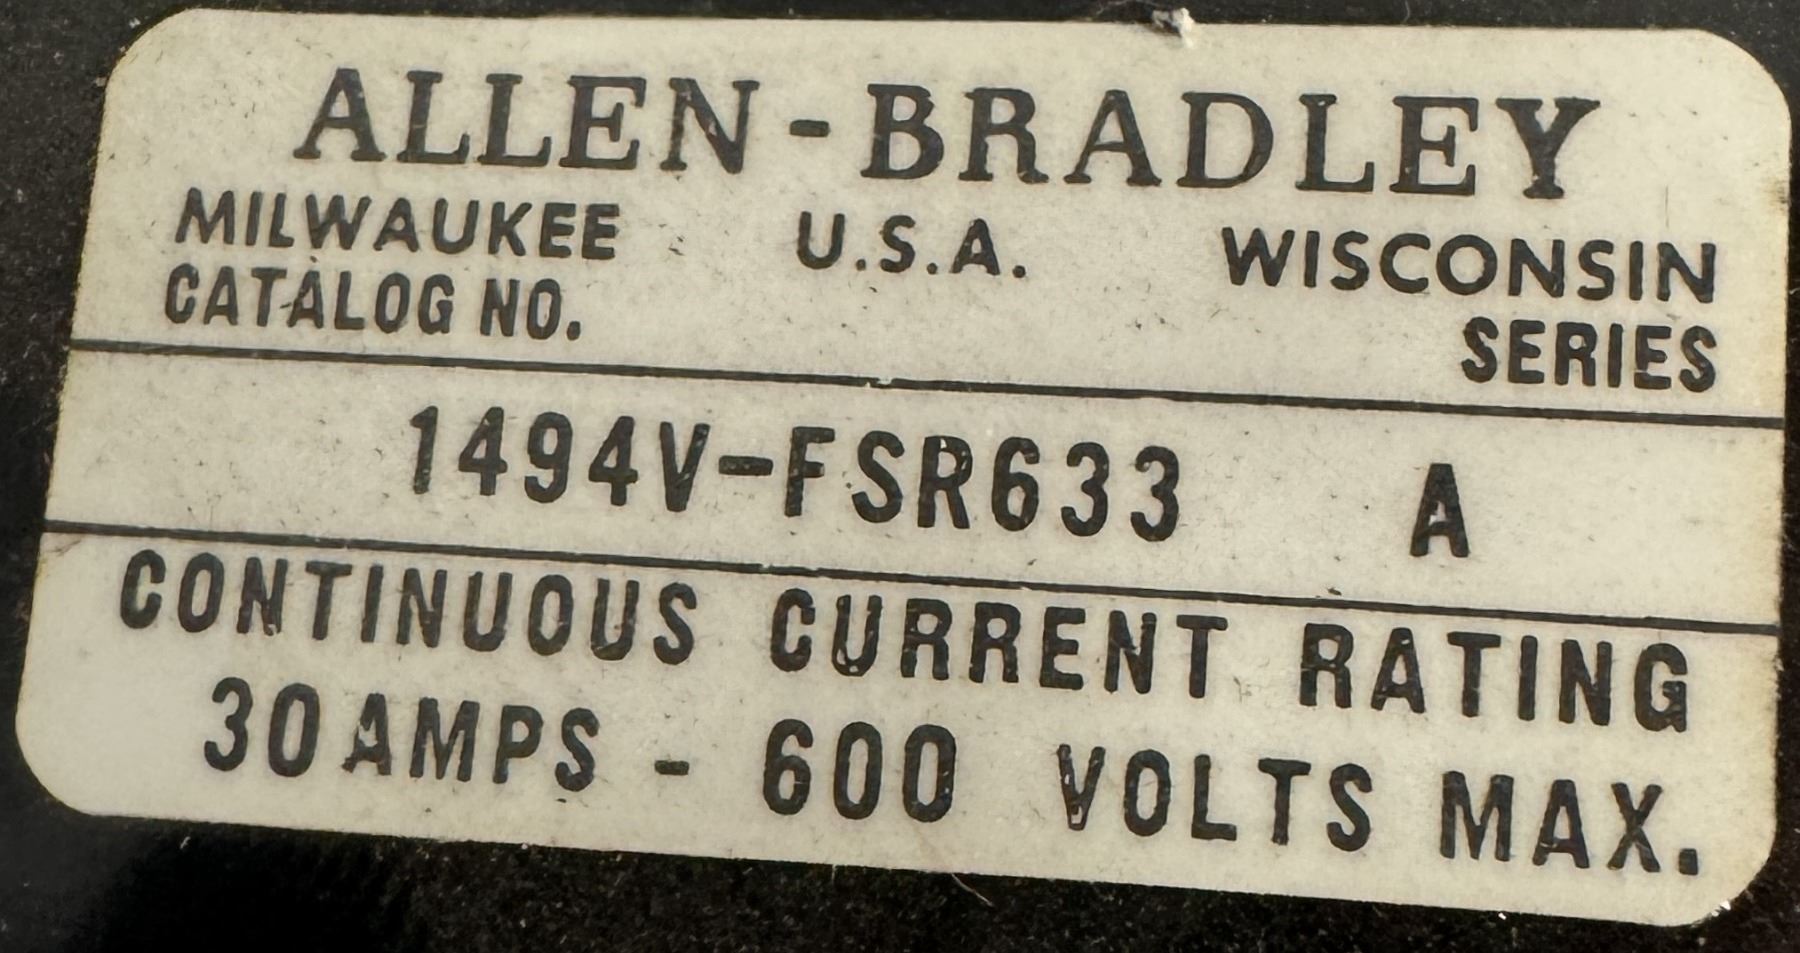 ALLEN-BRADLEY
MILWAUKEE U.S.A. WISCONSIN
CATALOG NO. SERIES
1494V-FSR633 A
CONTINUOUS CURRENT RATING
30 AMPS - 600 VOLTS MAX.